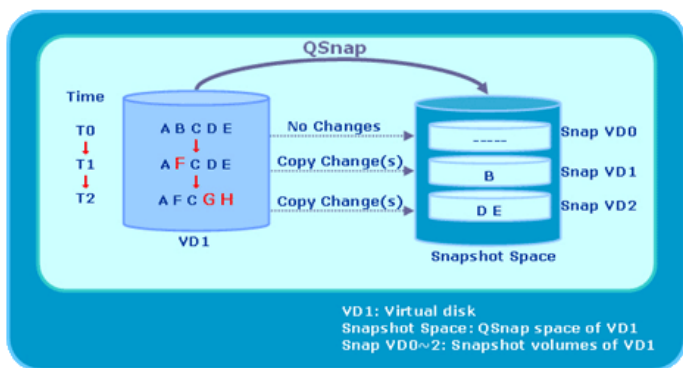 QSnap
Time
T0
T1
T2
A B C D E
A F C D E
A F C G H
VD1
No Changes
Copy Change(s)
Copy Change(s)
-----
B
D E
Snap VD0
Snap VD1
Snap VD2
Snapshot Space
VD1: Virtual disk
Snapshot Space: QSnap space of VD1
Snap VD0~2: Snapshot volumes of VD1